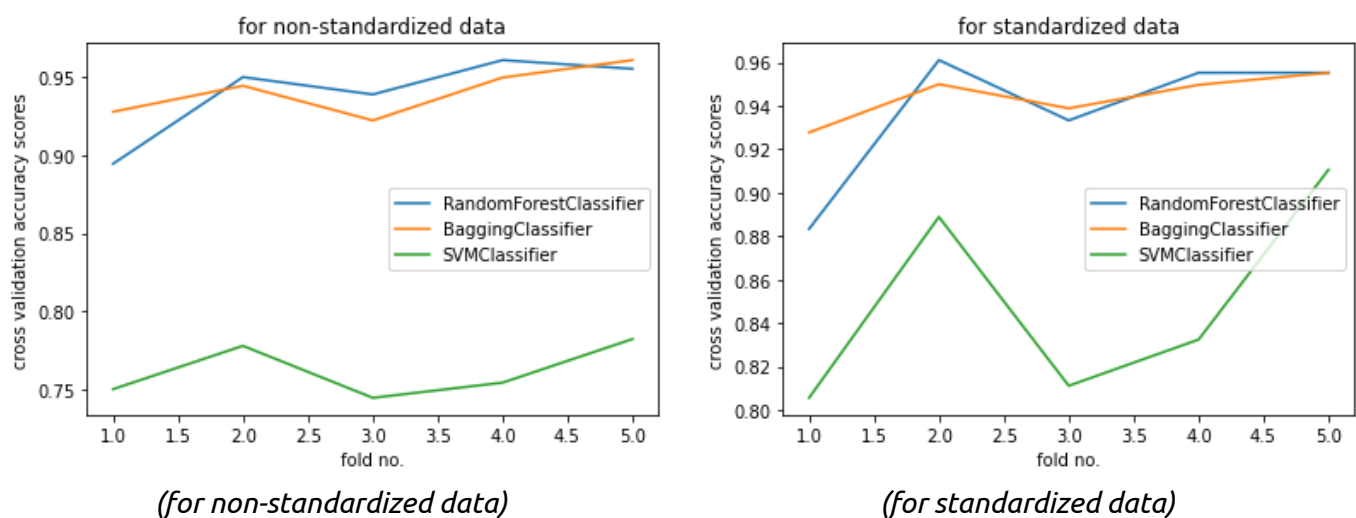 for non-standardized data
cross validation accuracy scores
0.95
0.90
0.85
0.80
0.75
RandomForestClassifier
BaggingClassifier
SVMClassifier
1.0 1.5 2.0 2.5 3.0 3.5 4.0 4.5 5.0
fold no.
(for non-standardized data)
for standardized data
cross validation accuracy scores
0.96
0.94
0.92
0.90
0.88
0.86
0.84
0.82
0.80
RandomForestClassifier
BaggingClassifier
SVMClassifier
1.0 1.5 2.0 2.5 3.0 3.5 4.0 4.5 5.0
fold no.
(for standardized data)